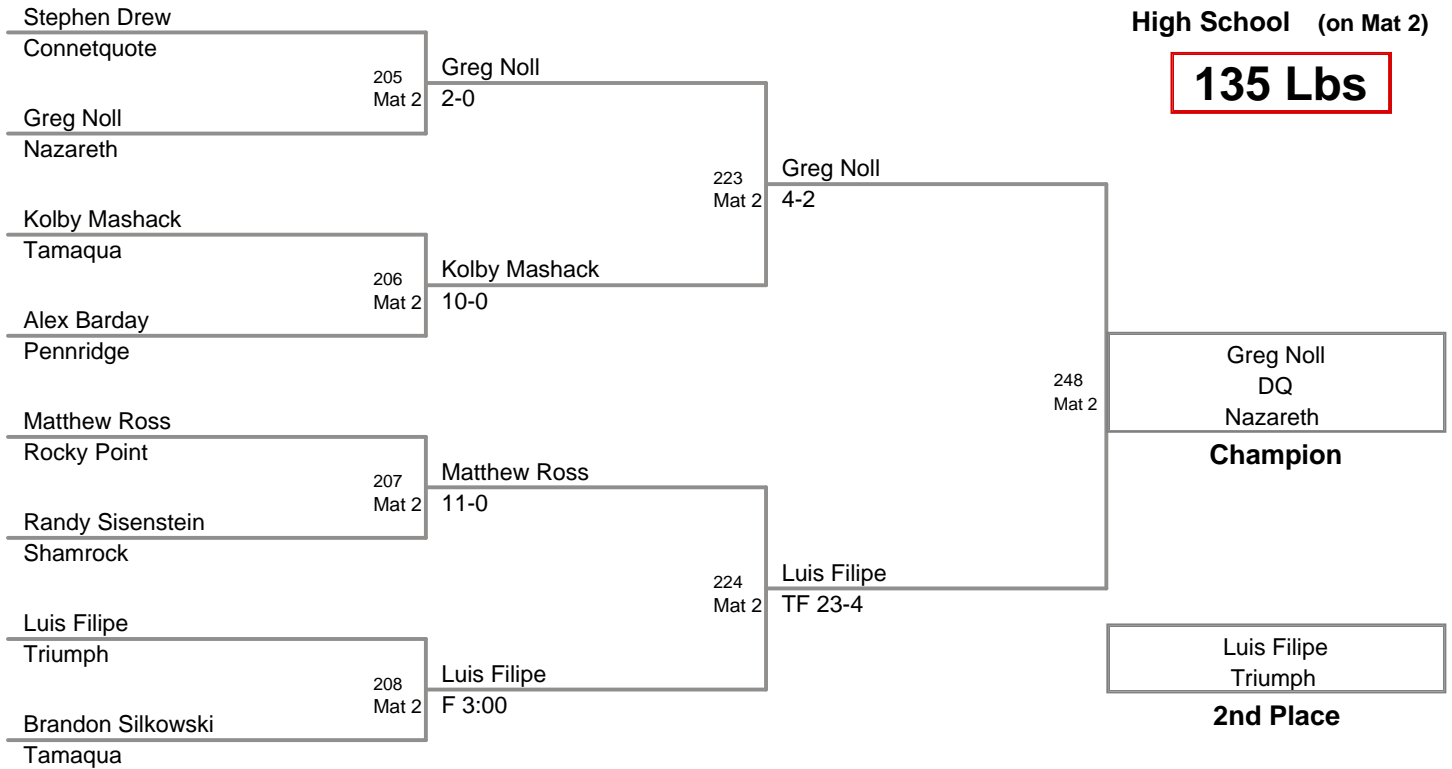 Stephen Drew
Connetquote
High School (on Mat 2)
135 Lbs
205
Mat 2
Greg Noll
2-0
Greg Noll
Nazareth
223
Mat 2
Greg Noll
4-2
Kolby Mashack
Tamaqua
206
Mat 2
Kolby Mashack
10-0
Alex Barday
Pennridge
248
Mat 2
Greg Noll
DQ
Nazareth
Champion
Matthew Ross
Rocky Point
207
Mat 2
Matthew Ross
11-0
Randy Sisenstein
Shamrock
224
Mat 2
Luis Filipe
TF 23-4
Luis Filipe
Triumph
208
Mat 2
Luis Filipe
F 3:00
Brandon Silkowski
Tamaqua
Luis Filipe
Triumph
2nd Place